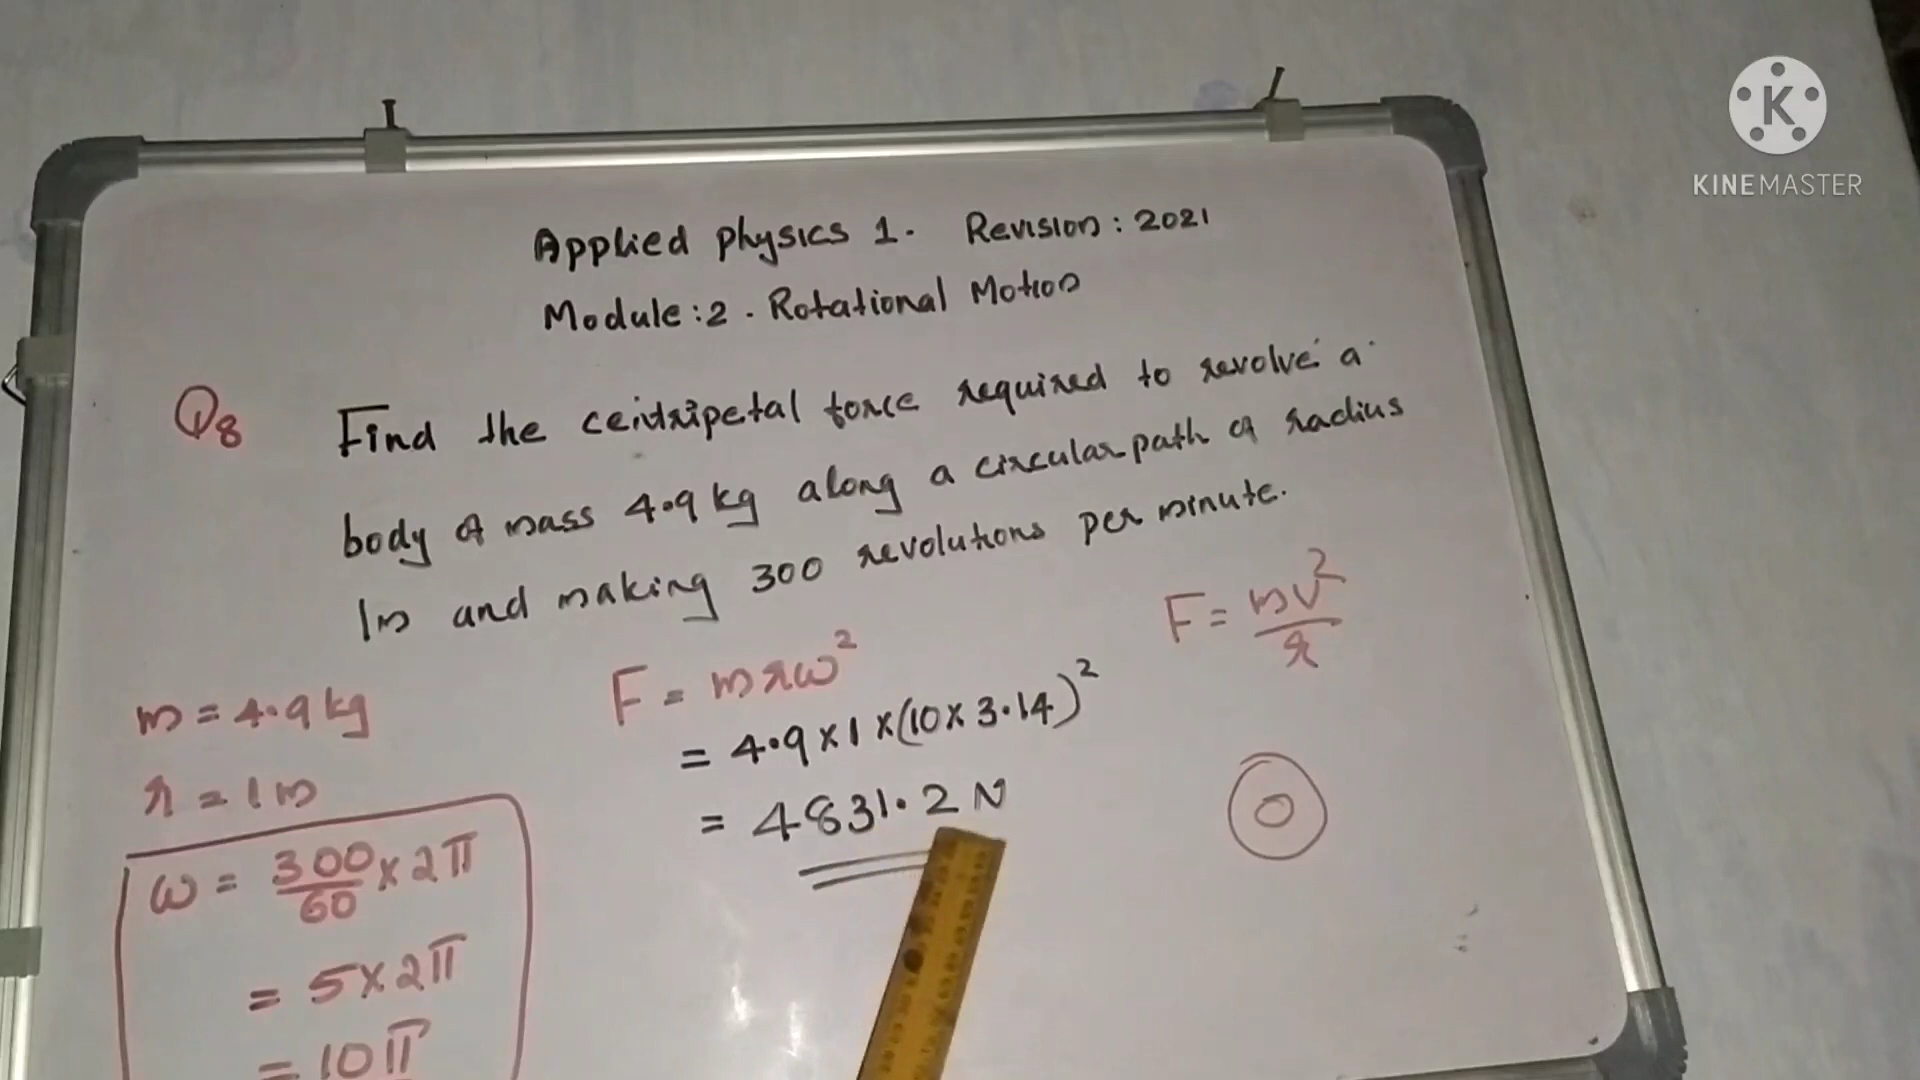 KINEMASTER
Applied physics 1. Revision: 2021
Module:2. Rotational Motion
Q8 Find the centripetal force required to revolve a
body of mass 4.9 kg along a circular path of radius
1m and making 300 revolutions per minute.
F = mv²/r
m = 4.9 kg
r = 1m
ω = 300/60 × 2π
= 5×2π
= 10π
F = mrω²
= 4.9×1×(10×3.14)²
= 4831.2 N